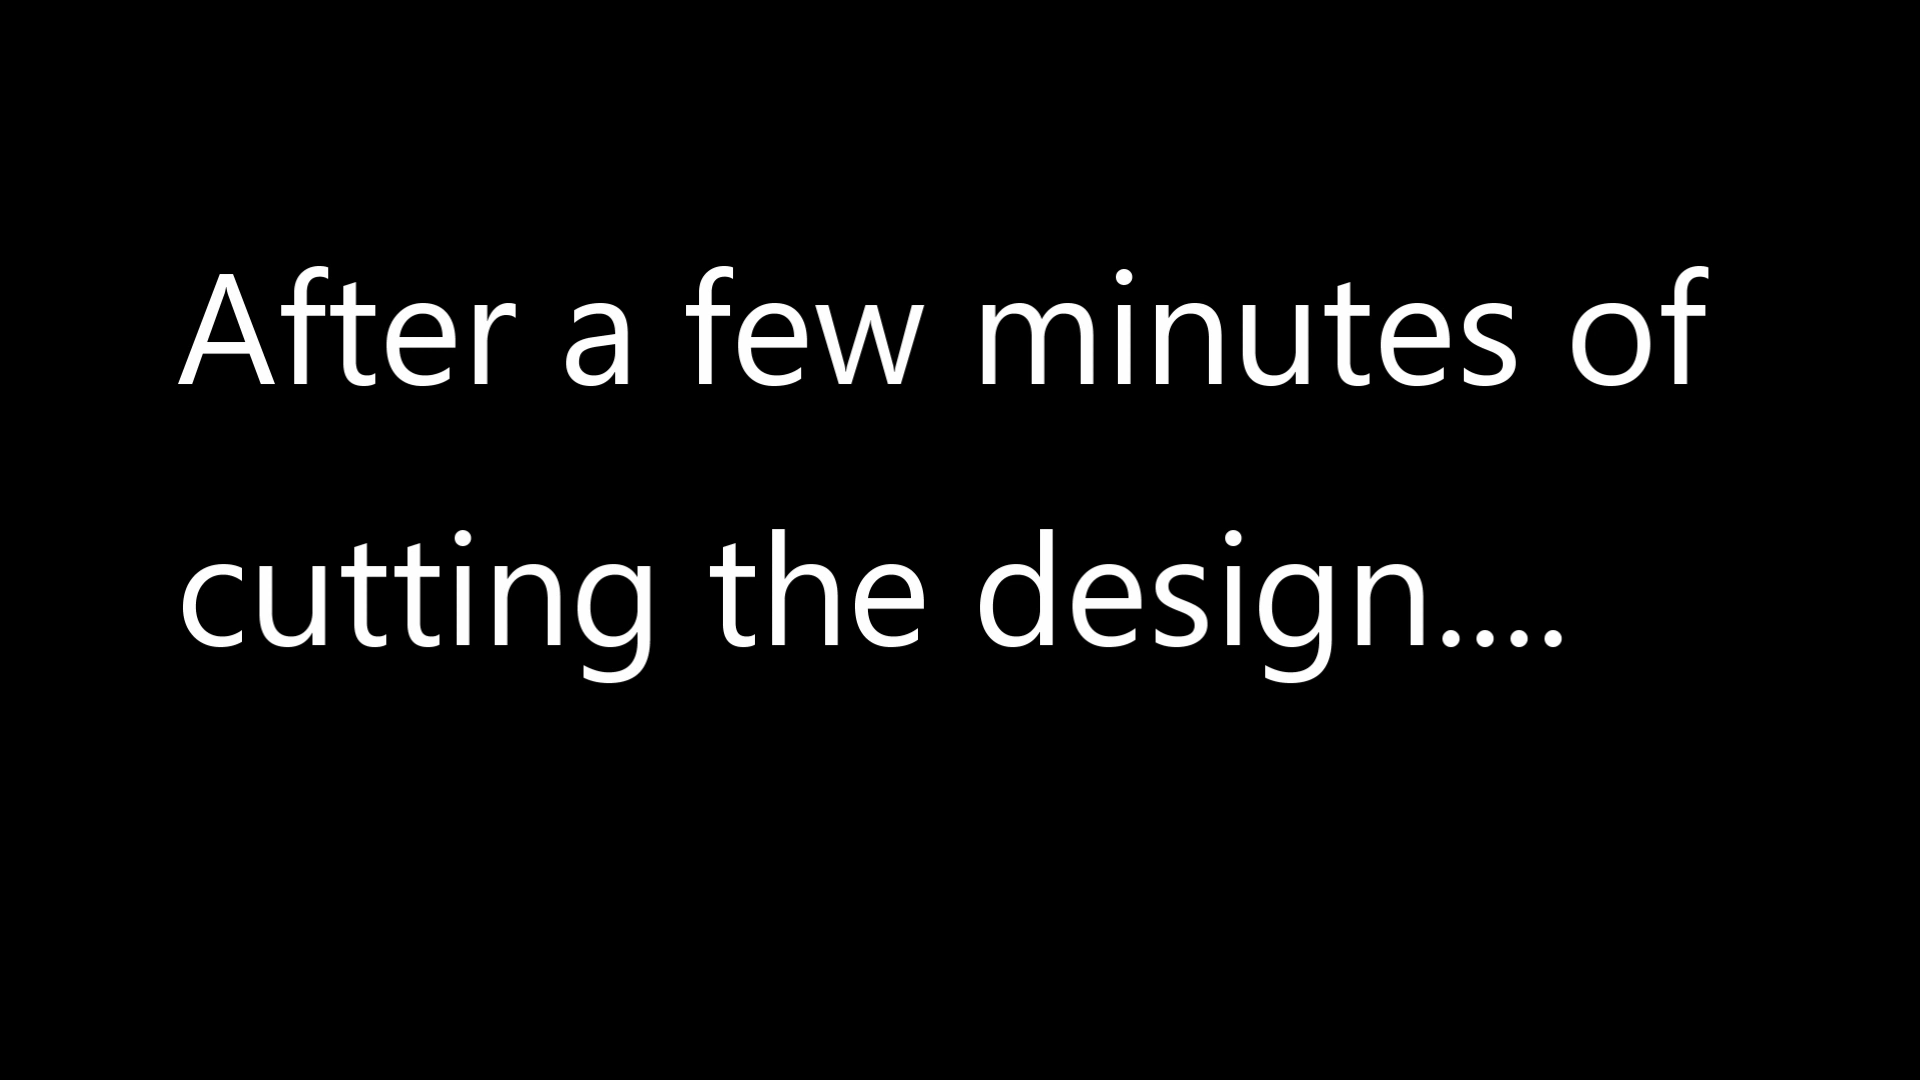 After a few minutes of
cutting the design....